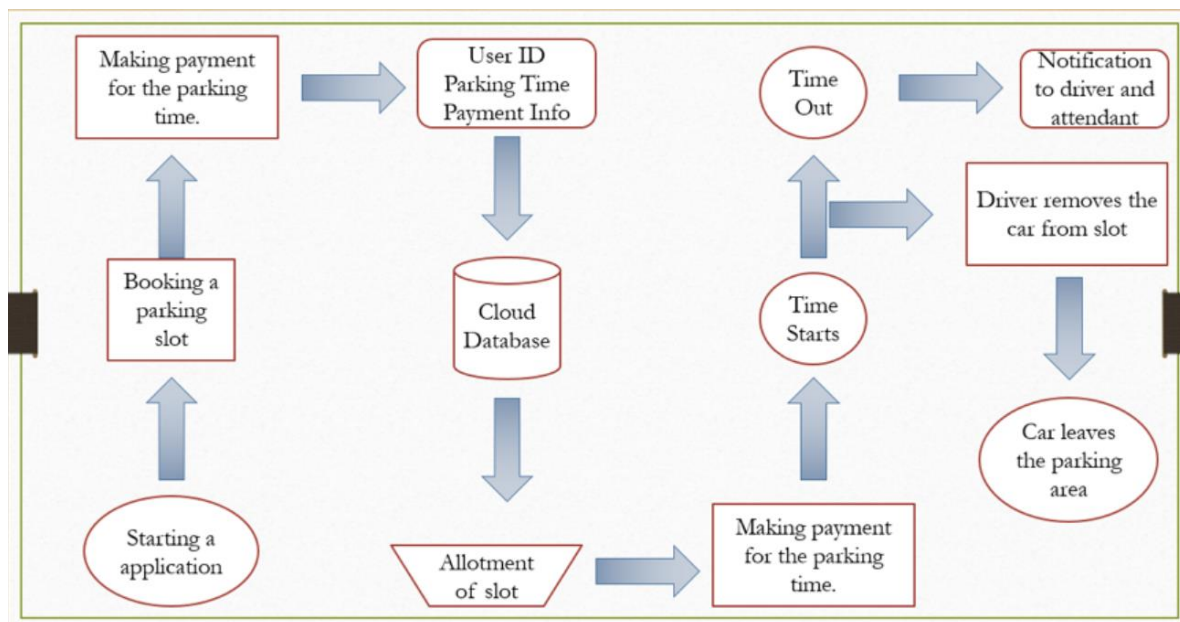 Making payment
for the parking
time.
User ID
Parking Time
Payment Info
Time
Out
Notification
to driver and
attendant
Driver removes the
car from slot
Booking a
parking
slot
Cloud
Database
Time
Starts
Car leaves
the parking
area
Starting a
application
Allotment
of slot
Making payment
for the parking
time.